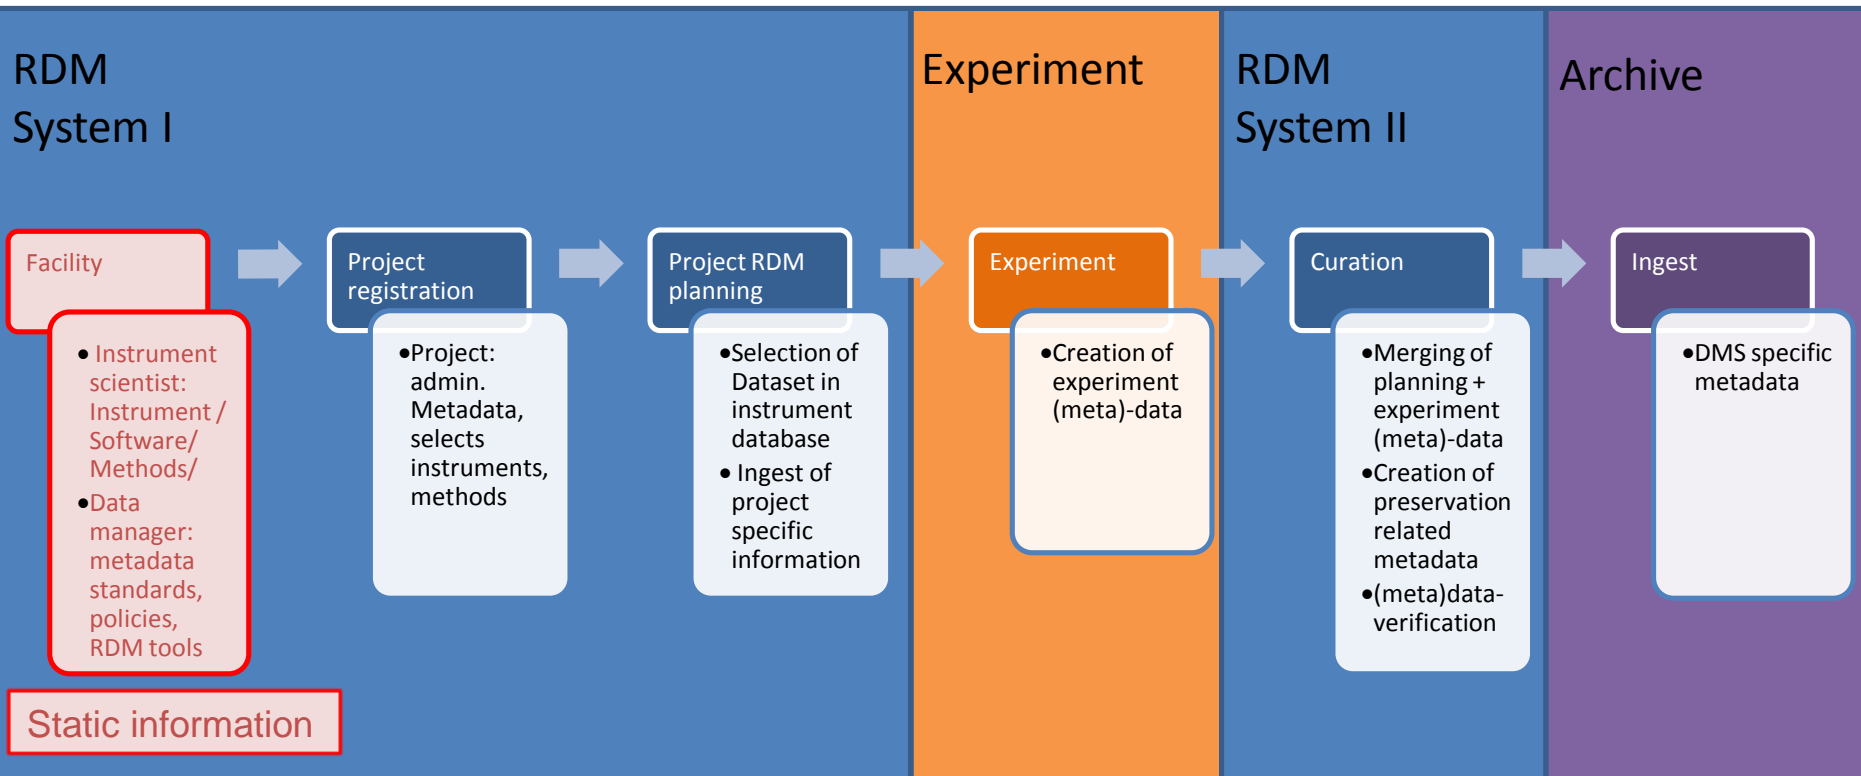 RDM
System I
Experiment
RDM
System II
Archive
Facility
• Instrument
scientist:
Instrument /
Software/
Methods/
•Data
manager:
metadata
standards,
policies,
RDM tools
Static information
Project
registration
•Project:
admin.
Metadata,
selects
instruments,
methods
Project RDM
planning
•Selection of
Dataset in
instrument
database
• Ingest of
project
specific
information
Experiment
•Creation of
experiment
(meta)-data
Curation
•Merging of
planning +
experiment
(meta)-data
•Creation of
preservation
related
metadata
•(meta)data-
verification
Ingest
•DMS specific
metadata